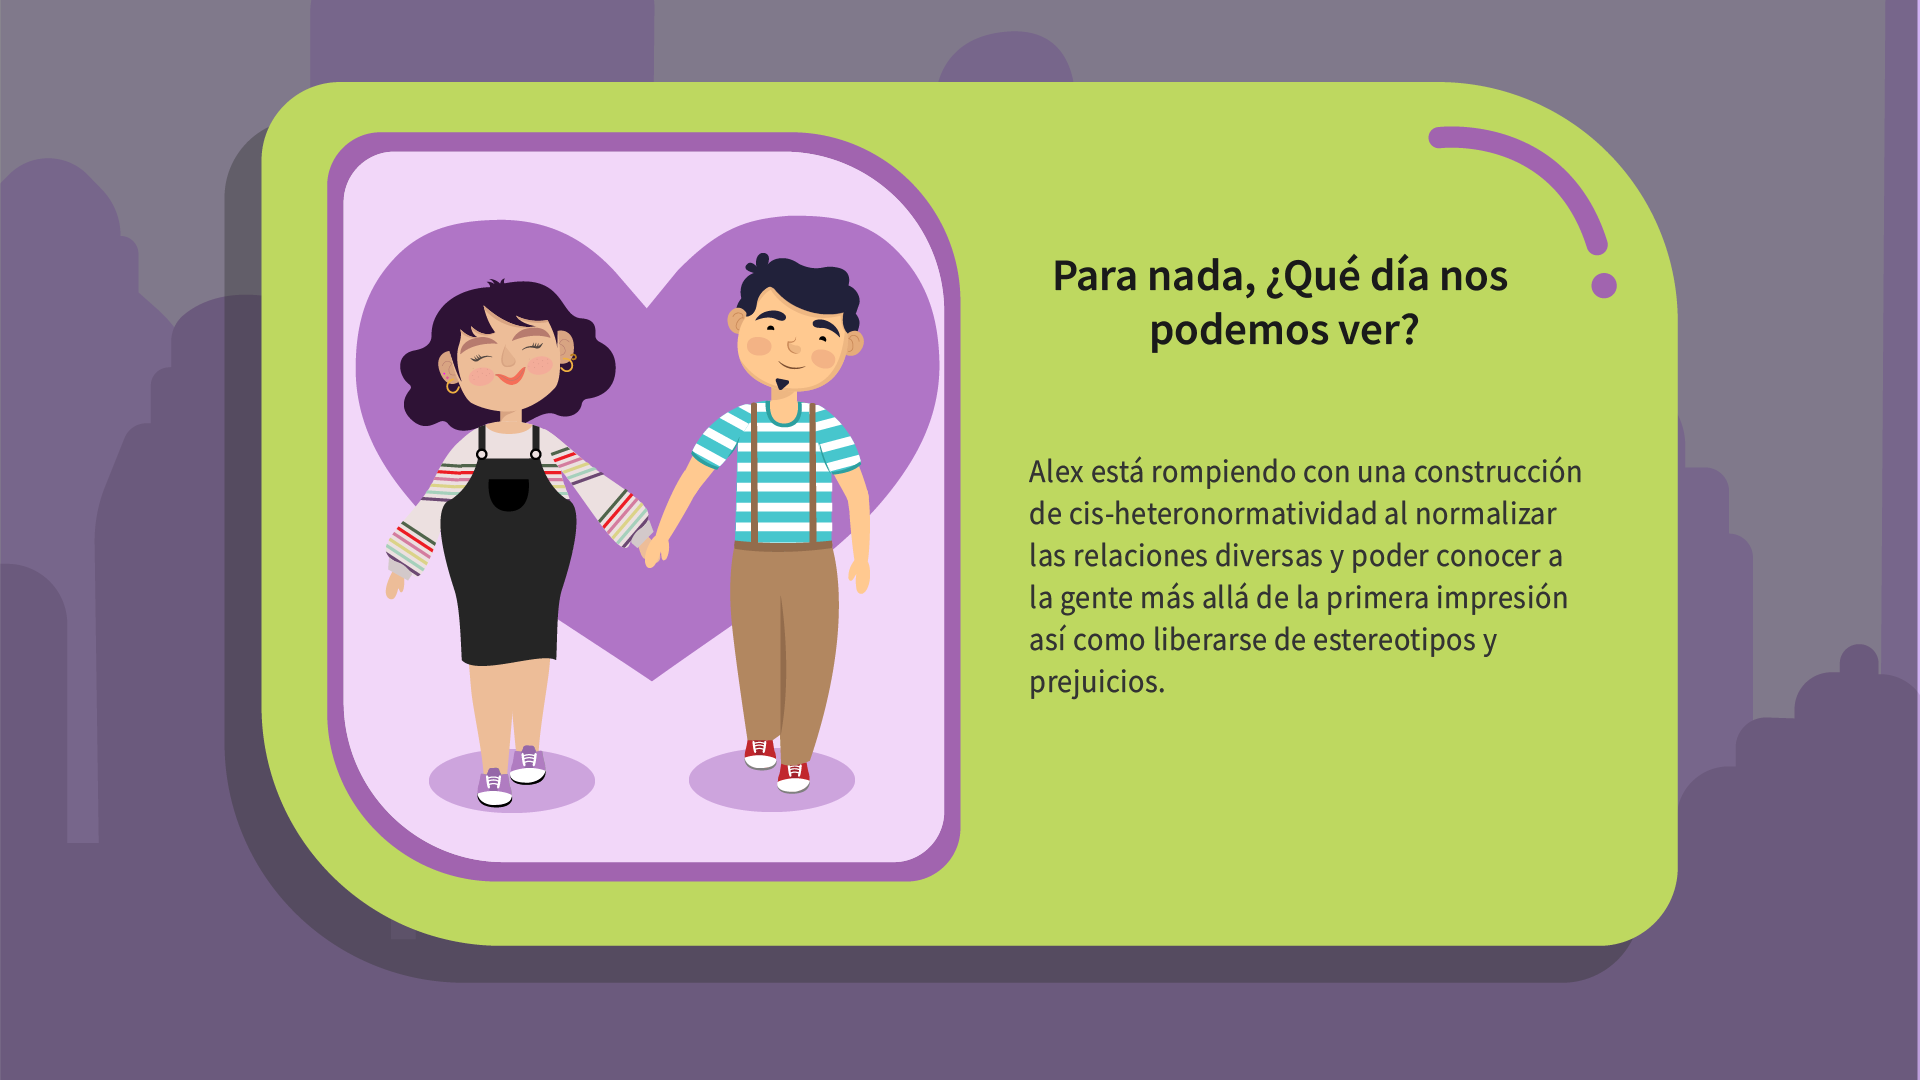 Para nada, ¿Qué día nos
podemos ver?
Alex está rompiendo con una construcción
de cis-heteronormatividad al normalizar
las relaciones diversas y poder conocer a
la gente más allá de la primera impresión
así como liberarse de estereotipos y
prejuicios.